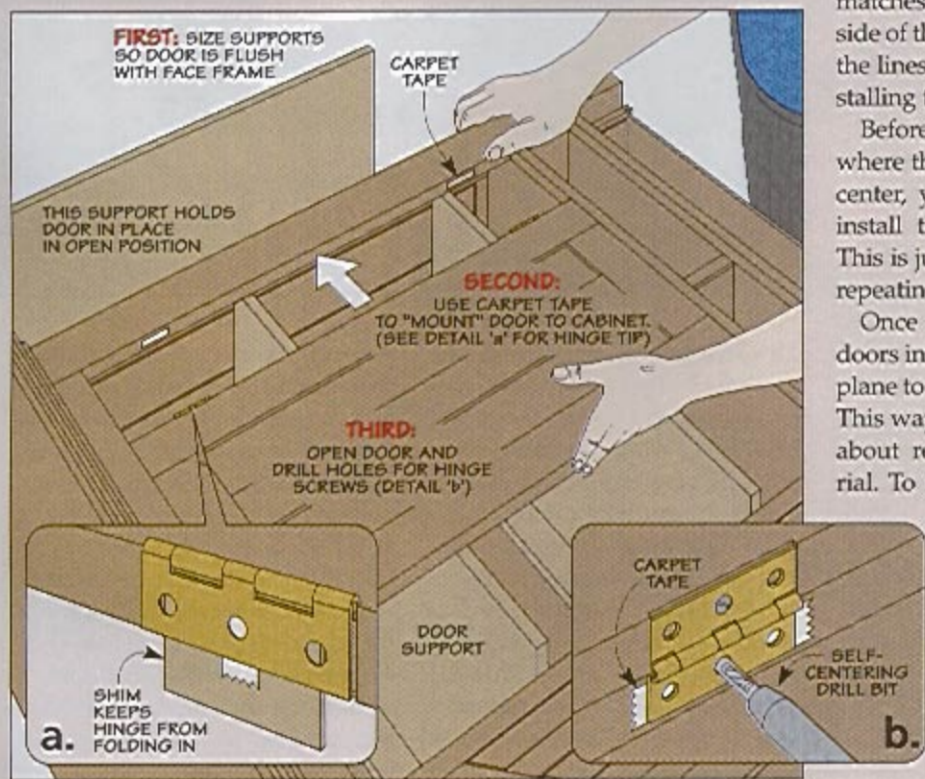 FIRST: SIZE SUPPORTS
SO DOOR IS FLUSH
WITH FACE FRAME
CARPET
TAPE
THIS SUPPORT HOLDS
DOOR IN PLACE
IN OPEN POSITION
SECOND:
USE CARPET TAPE
TO "MOUNT" DOOR TO CABINET.
(SEE DETAIL 'a' FOR HINGE TIP)
THIRD:
OPEN DOOR AND
DRILL HOLES FOR HINGE
SCREWS (DETAIL 'b')
DOOR
SUPPORT
SHIM
KEEPS
HINGE FROM
FOLDING IN
a.
CARPET
TAPE
SELF-
CENTERING
DRILL BIT
b.
matches
side of th
the lines
stalling t
Before
where th
center, y
install t
This is ju
repeatin
Once
doors in
plane to
This wa
about re
rial. To